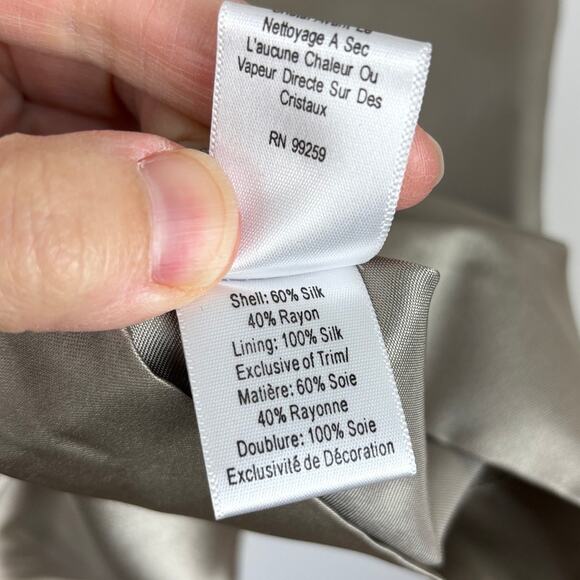 Nettoyage A Sec
L'aucune Chaleur Ou
Vapeur Directe Sur Des
Cristaux
RN 99259
Shell: 60% Silk
40% Rayon
Lining: 100% Silk
Exclusive of Trim/
Matière: 60% Soie
40% Rayonne
Doublure: 100% Soie
Exclusivité de Décoration